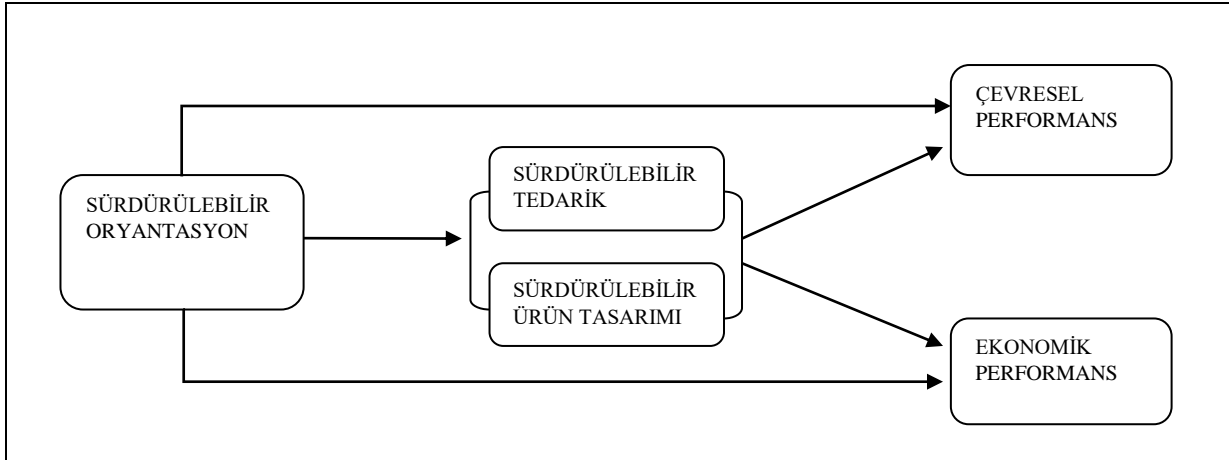 SÜRDÜRÜLEBİLİR
ORYANTASYON
SÜRDÜRÜLEBİLİR
TEDARİK
SÜRDÜRÜLEBİLİR
ÜRÜN TASARIMI
ÇEVRESEL
PERFORMANS
EKONOMİK
PERFORMANS